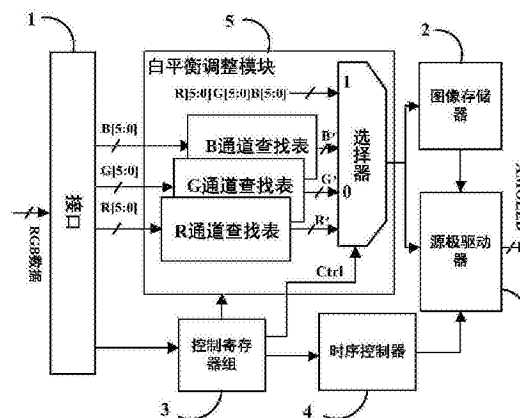 1
5
2
白平衡调整模块
R[5:0]G[5:0]B[5:0]
1
图像存储器
B[5:0]
B通道查找表
B'
选择器
G[5:0]
G通道查找表
G'
0
接口
R[5:0]
R通道查找表
R'
源极驱动器
RGB数据
Ctrl
控制寄存器组
时序控制器
3
4